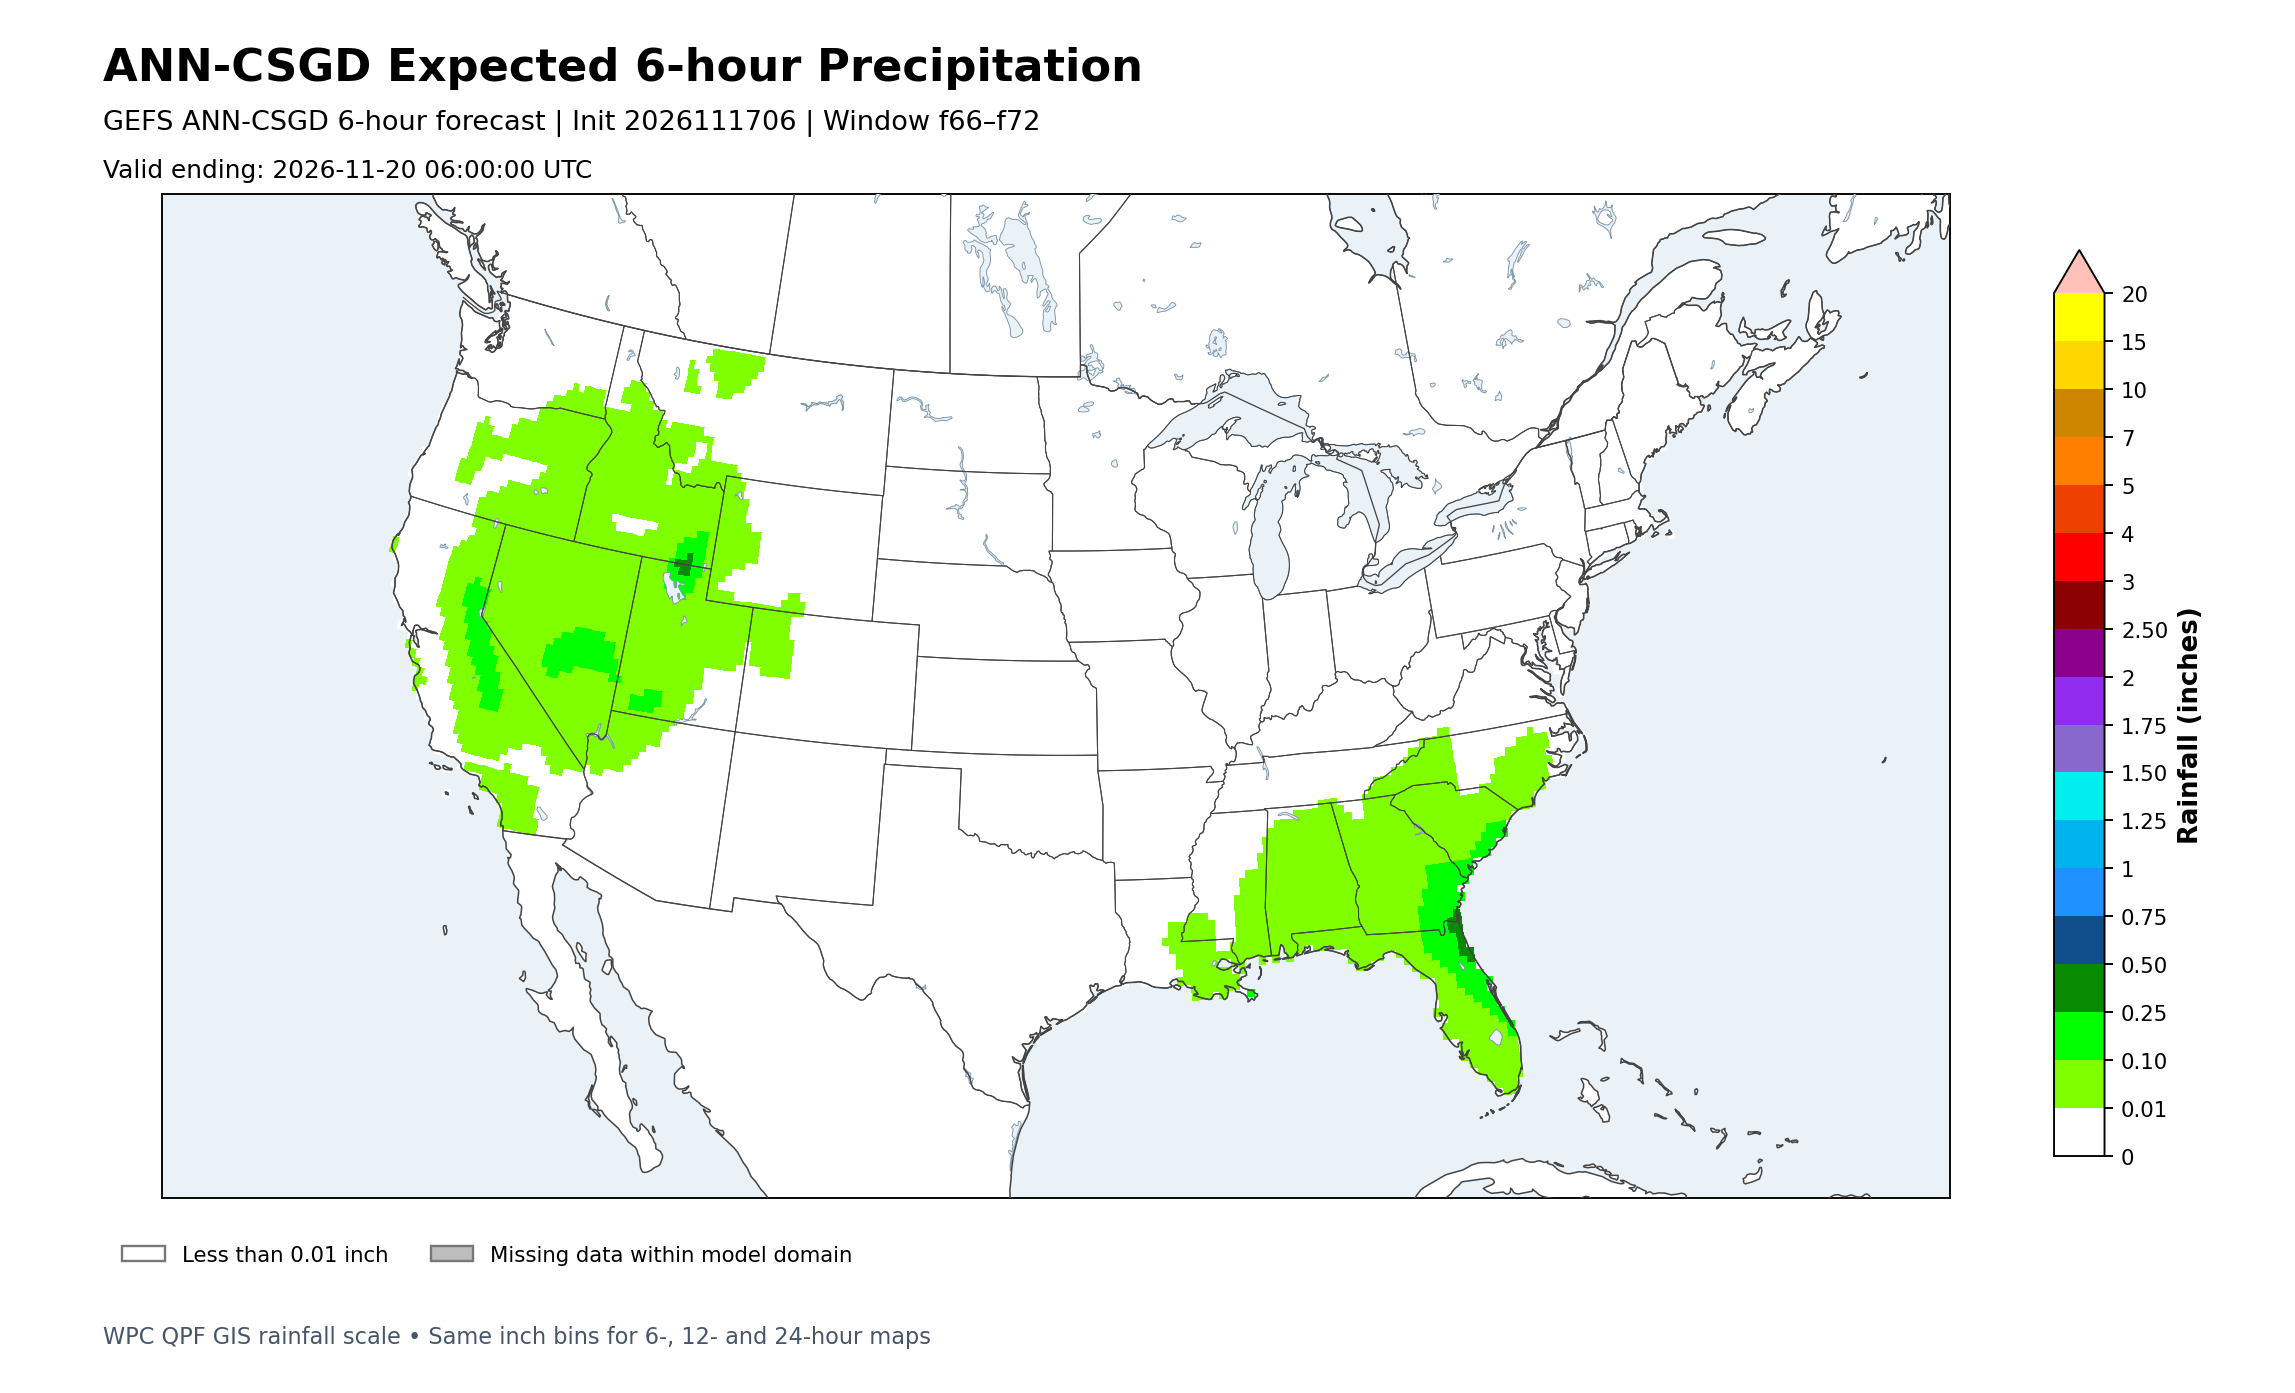 ANN-CSGD Expected 6-hour Precipitation
GEFS ANN-CSGD 6-hour forecast | Init 2026111706 | Window f66–f72
Valid ending: 2026-11-20 06:00:00 UTC
20
15
10
7
5
4
3
2.50
2
1.75
1.50
1.25
1
0.75
0.50
0.25
0.10
0.01
0
Rainfall (inches)
Less than 0.01 inch
Missing data within model domain
WPC QPF GIS rainfall scale • Same inch bins for 6-, 12- and 24-hour maps